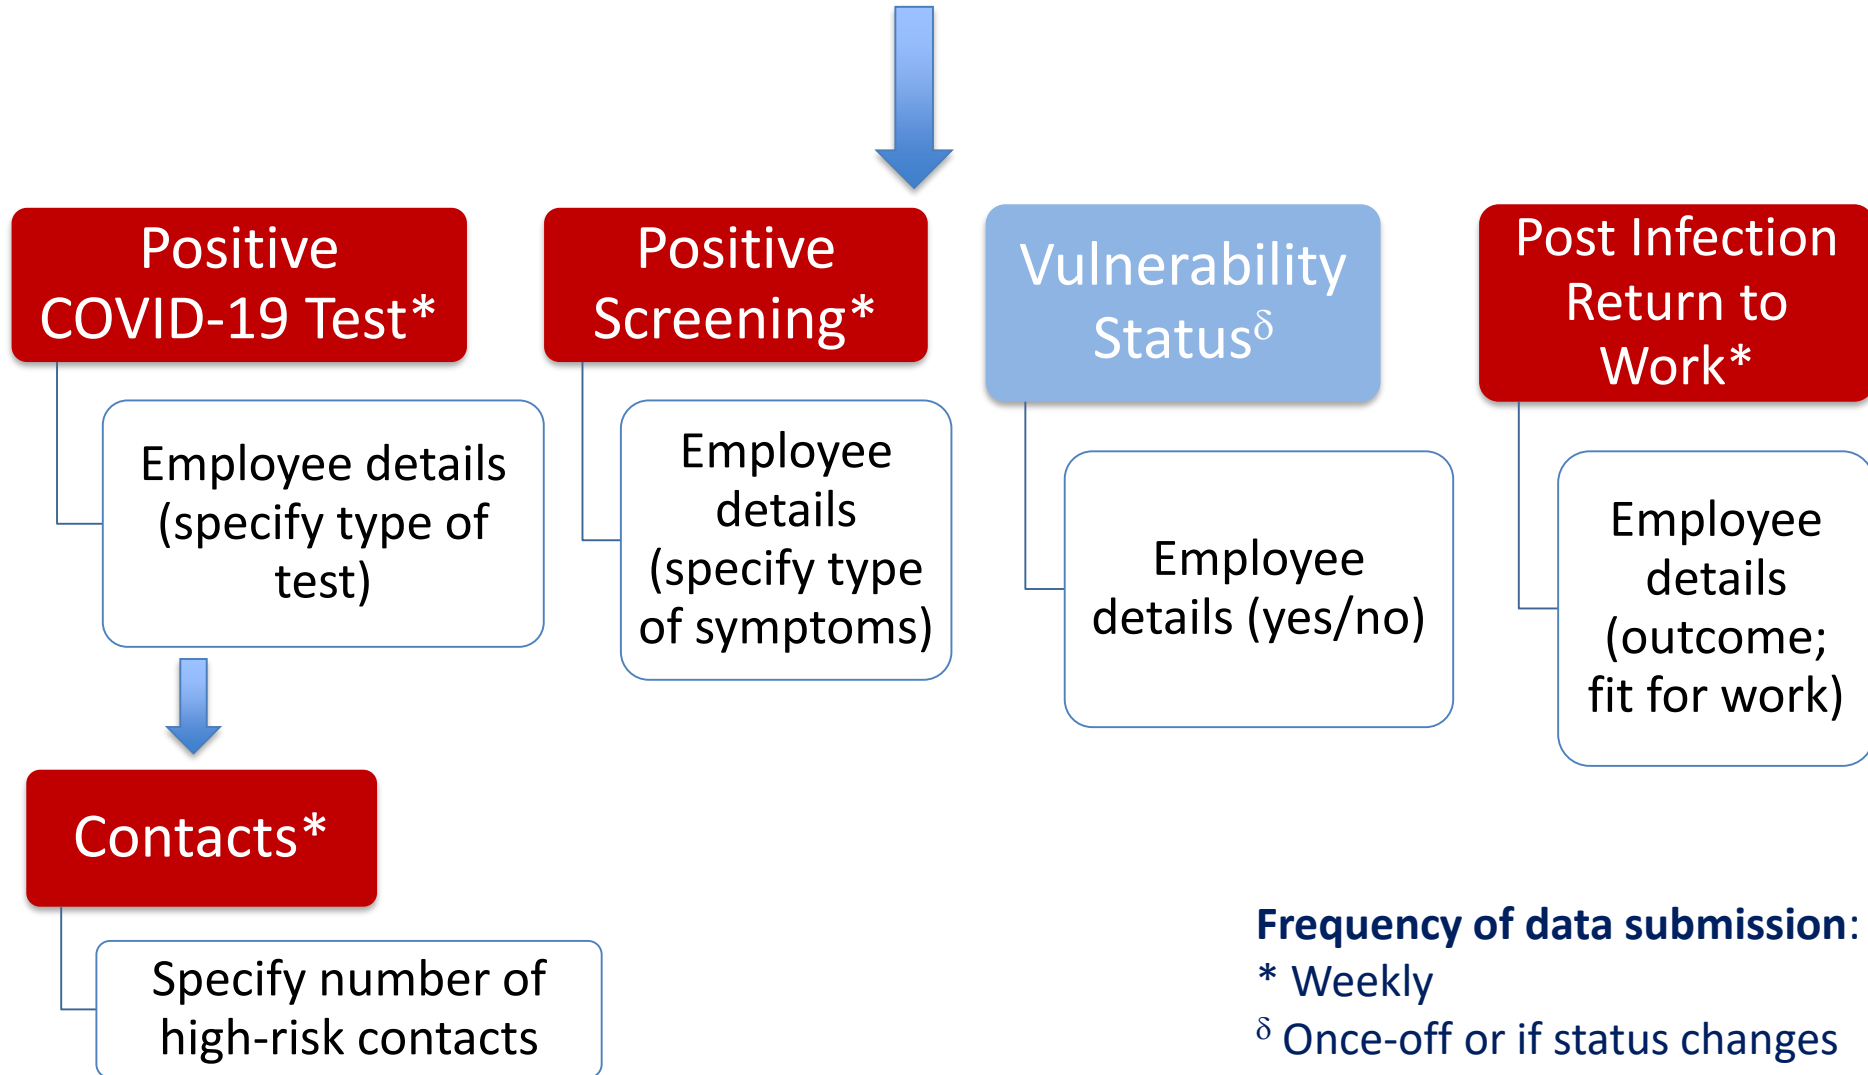 Positive
COVID-19 Test*
Employee details
(specify type of
test)
Contacts*
Specify number of
high-risk contacts
Positive
Screening*
Employee
details
(specify type
of symptoms)
Vulnerability
Status^δ
Employee
details (yes/no)
Post Infection
Return to
Work*
Employee
details
(outcome;
fit for work)
Frequency of data submission:
* Weekly
^δ Once-off or if status changes